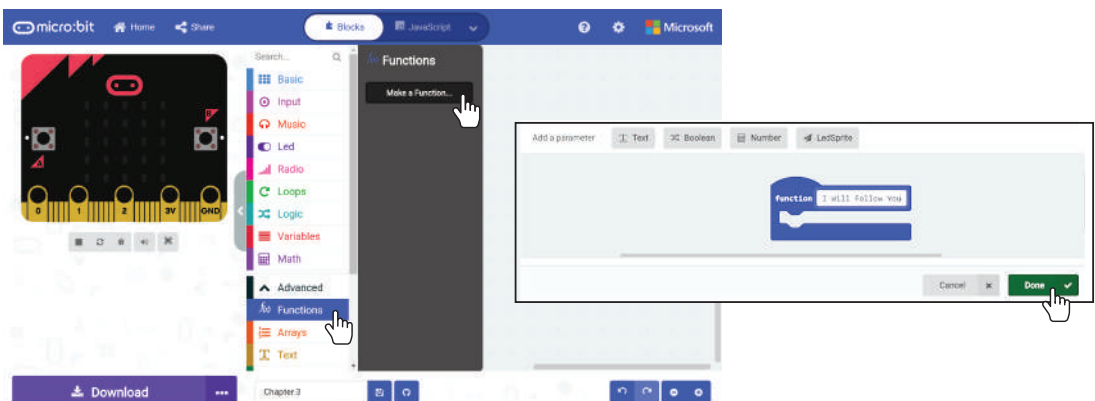 micro:bit
Home
Share
Blocks
JavaScript
Microsoft
Search...
Basic
Input
Music
Led
Radio
Loops
Logic
Variables
Math
Advanced
Functions
Arrays
Text
Functions
Make a Function...
B
A
0 1 2 3V GND
Download
Chapter 3
Add a parameter
Text
Boolean
Number
LedSprite
function I will Follow You
Cancel
Done